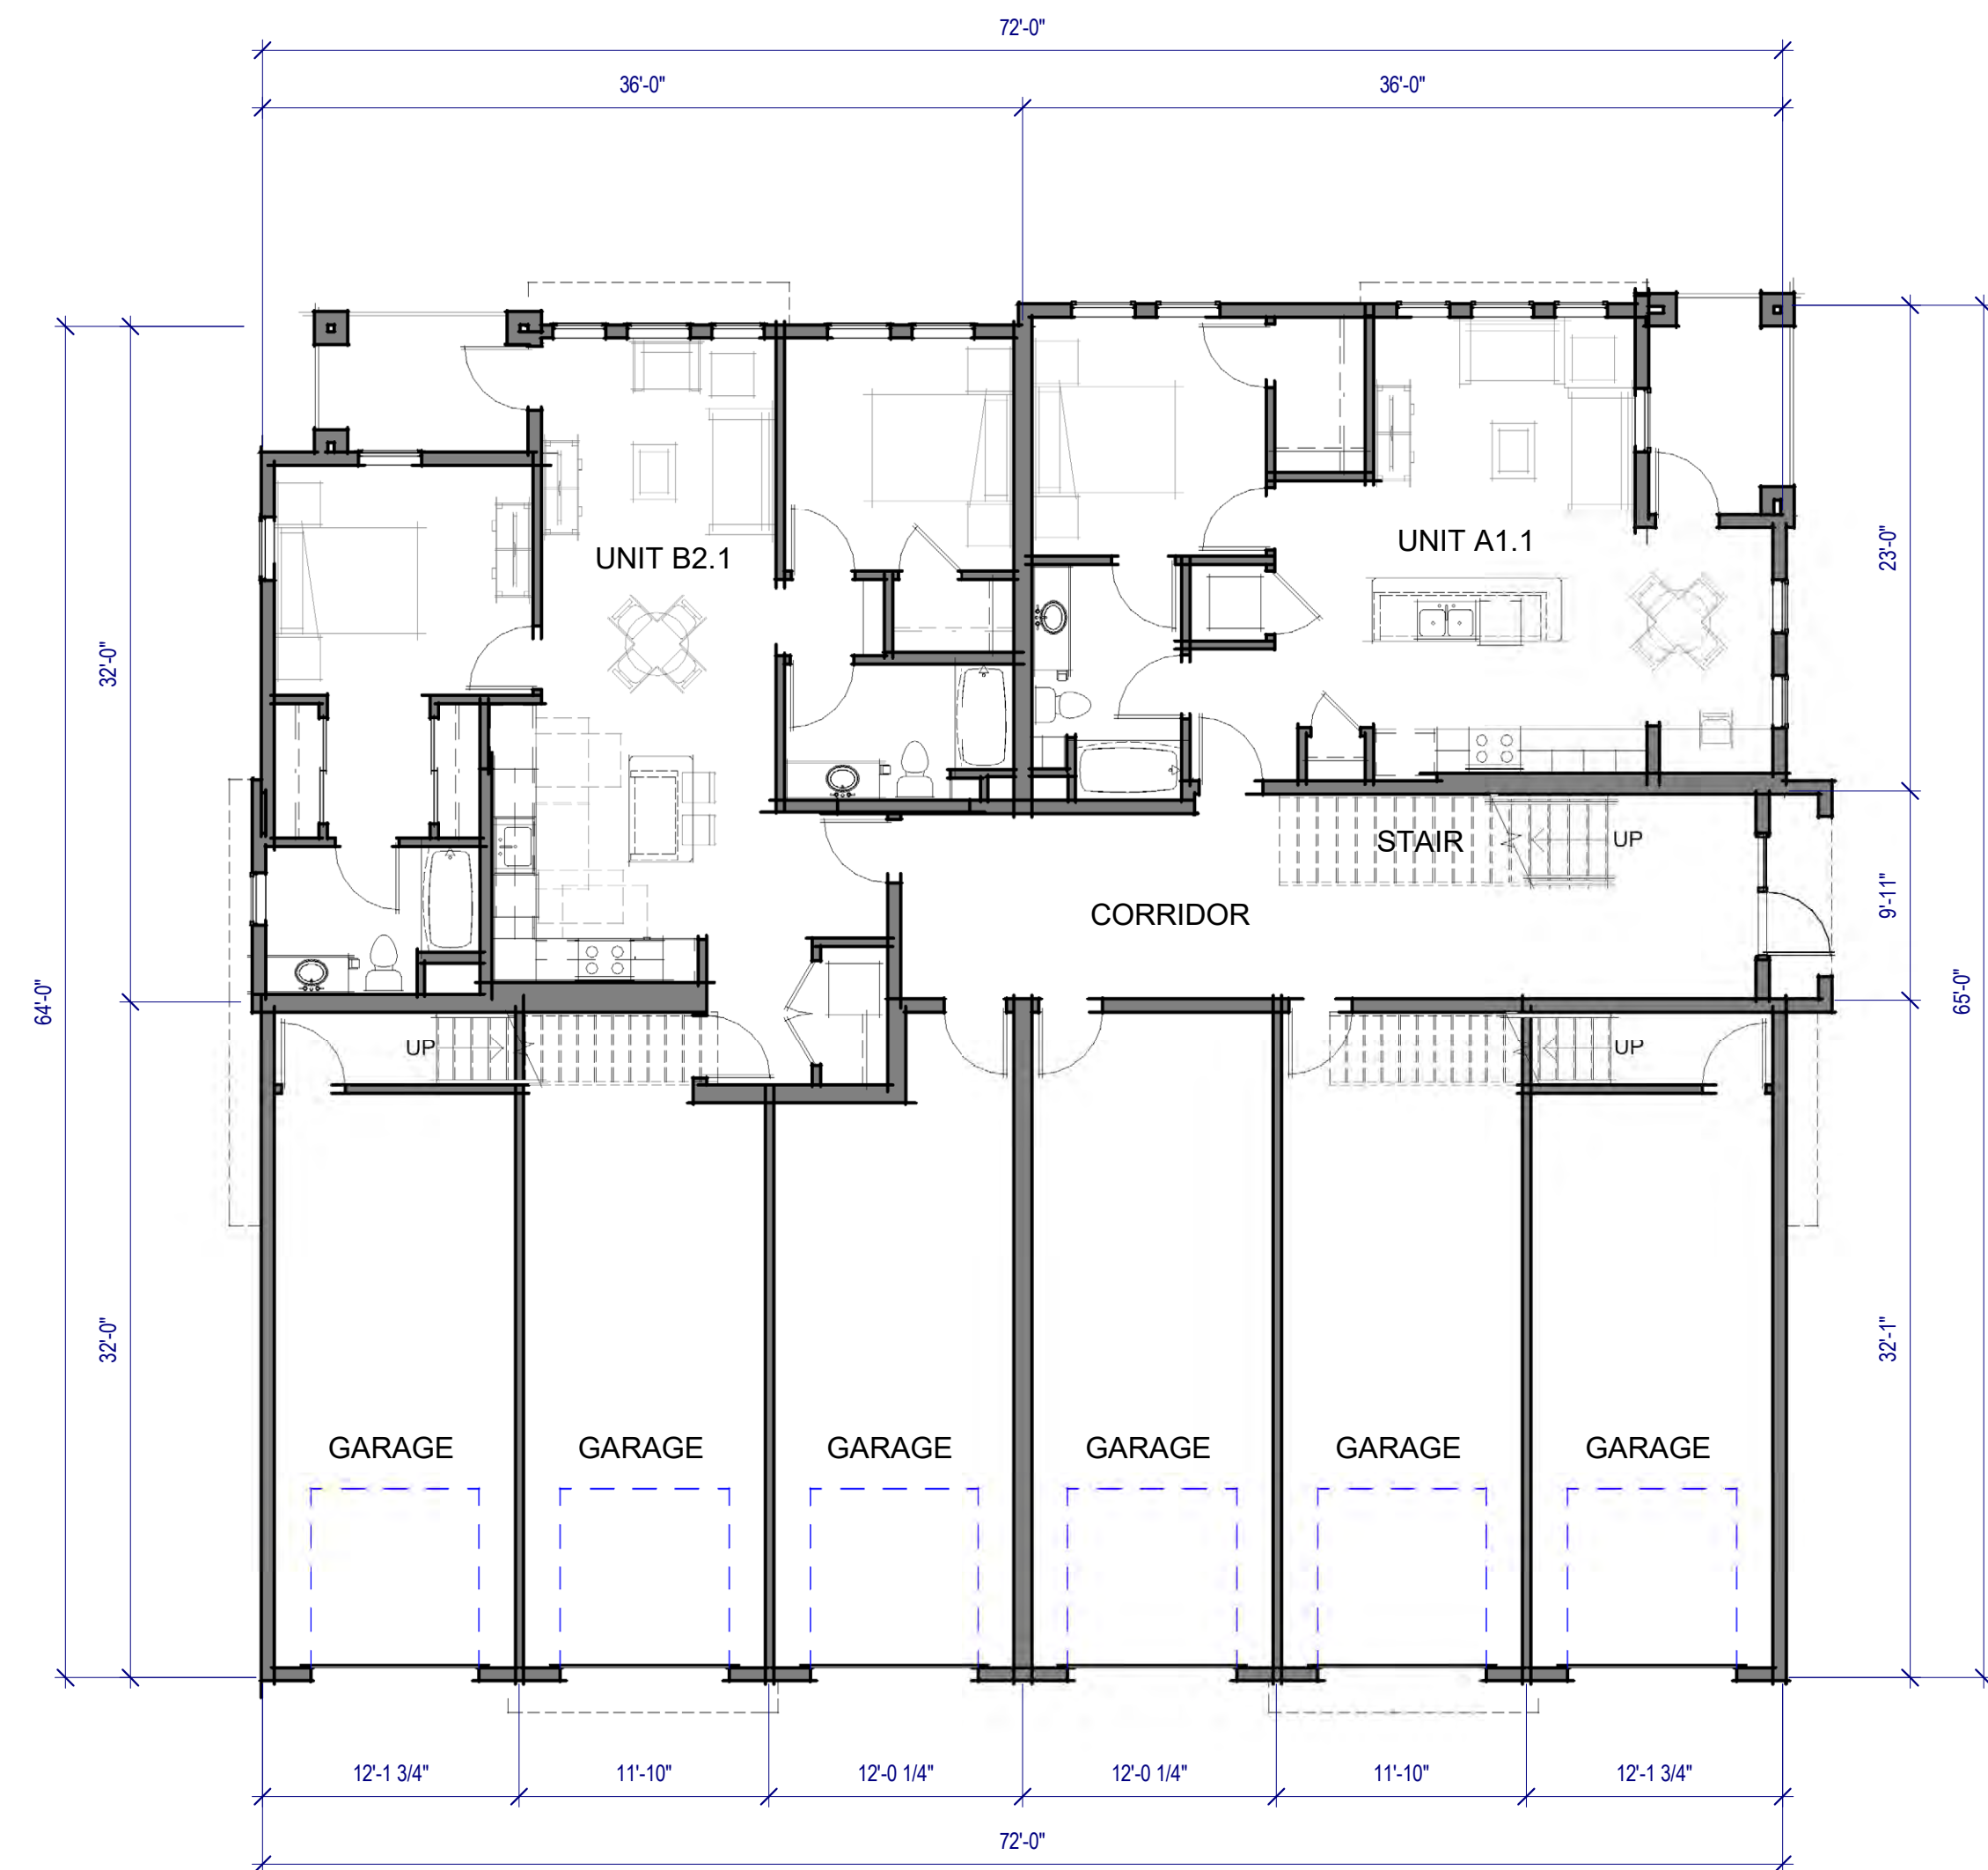 72'-0"
36'-0" 36'-0"
UNIT B2.1
UNIT A1.1
23'-0"
32'-0"
STAIR UP
9'-11"
CORRIDOR
64'-0"
65'-0"
UP
UP
32'-0"
32'-1"
GARAGE GARAGE GARAGE GARAGE GARAGE GARAGE
12'-1 3/4" 11'-10" 12'-0 1/4" 12'-0 1/4" 11'-10" 12'-1 3/4"
72'-0"